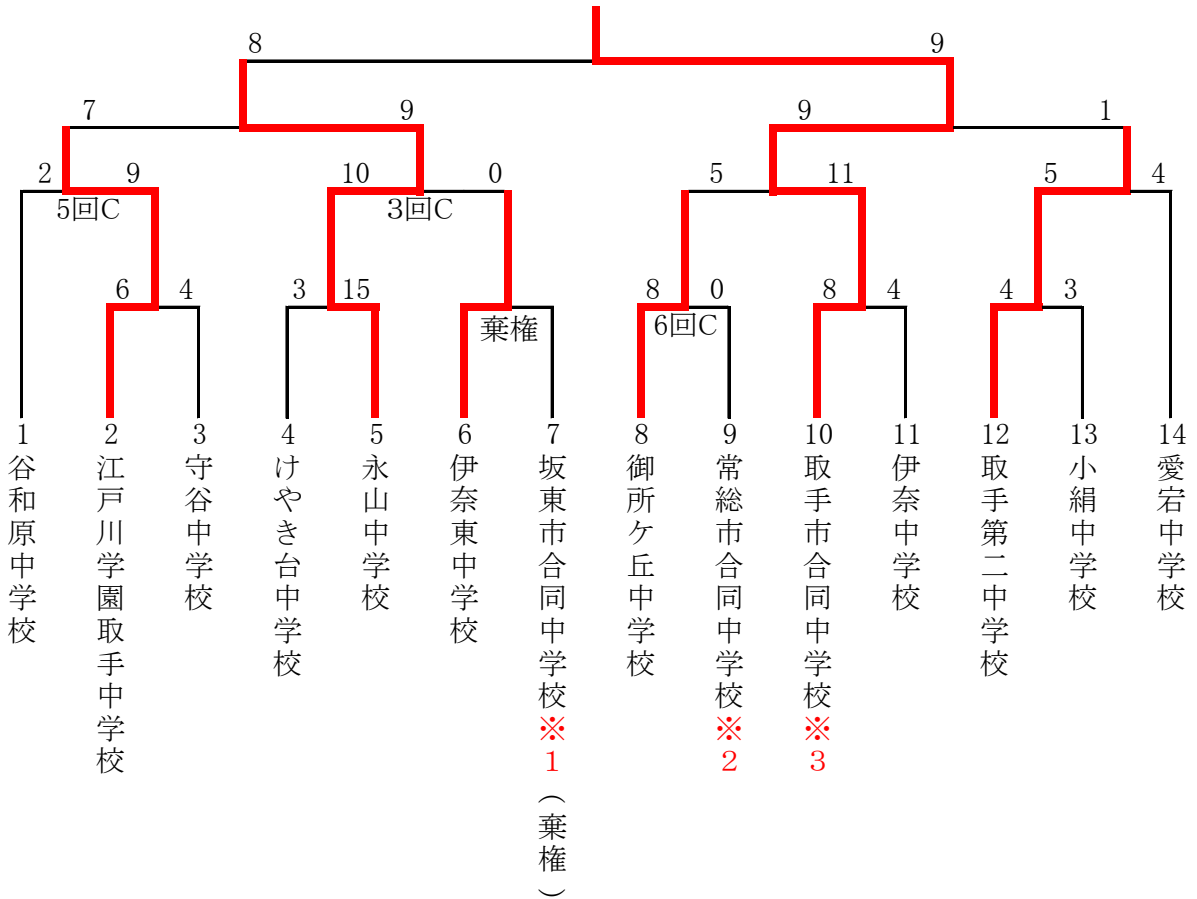 8 9
7 9 9 1
2 9 10 0 5 11 5 4
5回C 3回C
6 4 3 15 8 0 8 4 4 3
棄権 6回C
1 2 3 4 5 6 7 8 9 10 11 12 13 14
谷和原中学校
江戸川学園取手中学校
守谷中学校
けやき台中学校
永山中学校
伊奈東中学校
坂東市合同中学校※1（棄権）
御所ケ丘中学校
常総市合同中学校※2
取手市合同中学校※3
伊奈中学校
取手第二中学校
小絹中学校
愛宕中学校